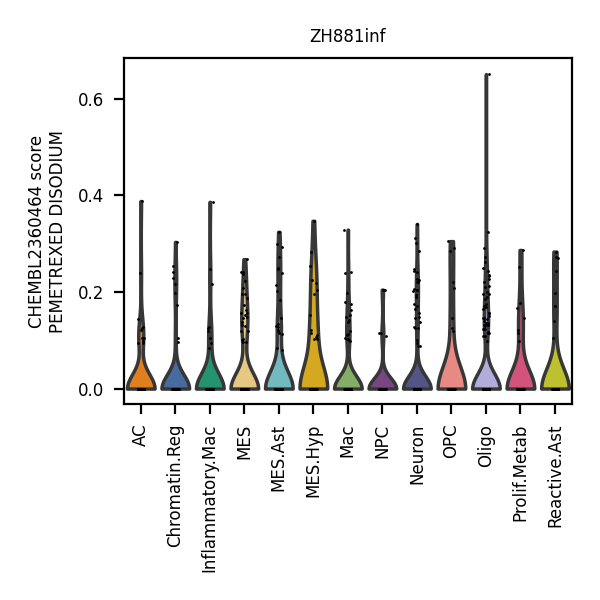 ZH881inf
CHEMBL2360464 score
PEMETREXED DISODIUM
0.6
0.4
0.2
0.0
AC
Chromatin.Reg
Inflammatory.Mac
MES
MES.Ast
MES.Hyp
Mac
NPC
Neuron
OPC
Oligo
Prolif.Metab
Reactive.Ast